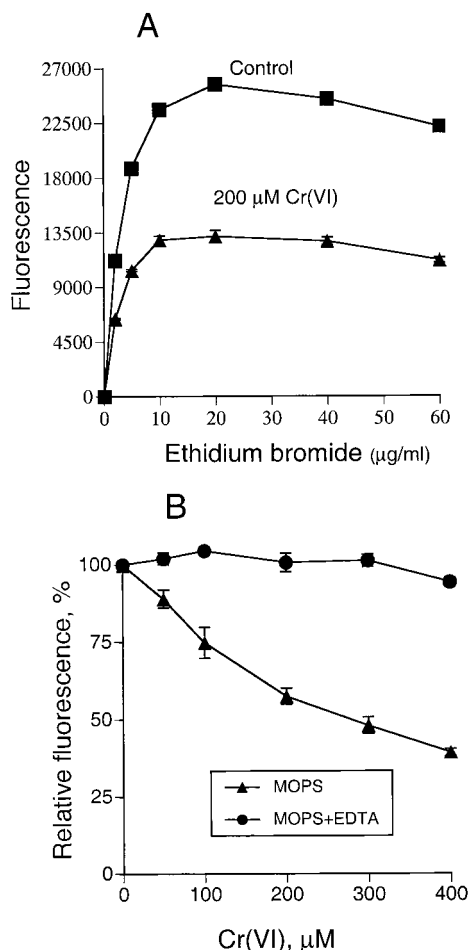 A
27000
22500
18000
13500
9000
4500
0
Fluorescence
Control
200 μM Cr(VI)
0 10 20 30 40 50 60
Ethidium bromide (μg/ml)
B
100
75
50
25
0
Relative fluorescence, %
MOPS
MOPS+EDTA
0 100 200 300 400
Cr(VI), μM